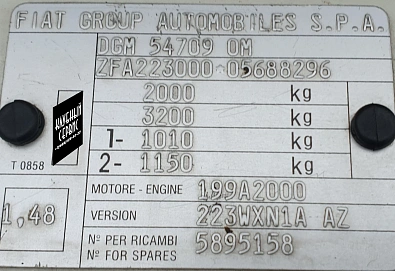 FIAT GROUP AUTOMOBILES S.P.A.
DGM 54709 OM
ZFA223000 05688296
2000 kg
3200 kg
1- 1010 kg
2- 1150 kg
СЕРВИС
T 0858
MOTORE - ENGINE 199A2000
1,48
VERSION 223WXN1A AZ
Nº PER RICAMBI
Nº FOR SPARES 5895158